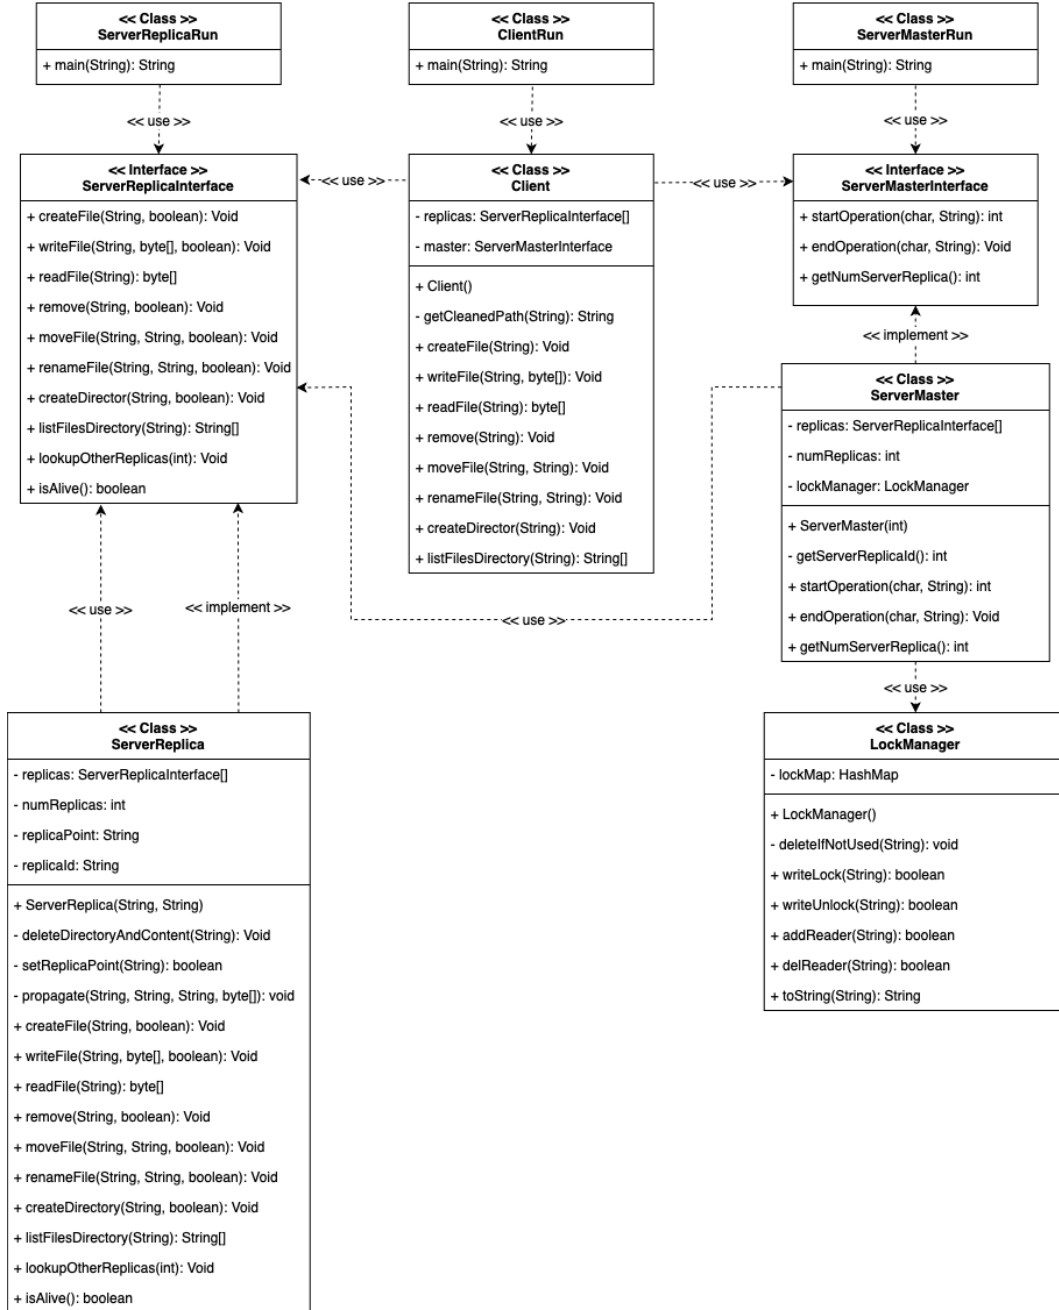 << Class >>
ServerReplicaRun
+ main(String): String
<< use >>
<< Class >>
ClientRun
+ main(String): String
<< use >>
<< Class >>
ServerMasterRun
+ main(String): String
<< use >>
<< Interface >>
ServerReplicaInterface
+ createFile(String, boolean): Void
+ writeFile(String, byte[], boolean): Void
+ readFile(String): byte[]
+ remove(String, boolean): Void
+ moveFile(String, String, boolean): Void
+ renameFile(String, String, boolean): Void
+ createDirector(String, boolean): Void
+ listFilesDirectory(String): String[]
+ lookupOtherReplicas(int): Void
+ isAlive(): boolean
<< use >>
<< Class >>
Client
- replicas: ServerReplicaInterface[]
- master: ServerMasterInterface
+ Client()
- getCleanedPath(String): String
+ createFile(String): Void
+ writeFile(String, byte[]): Void
+ readFile(String): byte[]
+ remove(String): Void
+ moveFile(String, String): Void
+ renameFile(String, String): Void
+ createDirector(String): Void
+ listFilesDirectory(String): String[]
<< use >>
<< Interface >>
ServerMasterInterface
+ startOperation(char, String): int
+ endOperation(char, String): Void
+ getNumServerReplica(): int
<< implement >>
<< Class >>
ServerMaster
- replicas: ServerReplicaInterface[]
- numReplicas: int
- lockManager: LockManager
+ ServerMaster(int)
- getServerReplicaId(): int
+ startOperation(char, String): int
+ endOperation(char, String): Void
+ getNumServerReplica(): int
<< use >>
<< implement >>
<< use >>
<< use >>
<< Class >>
ServerReplica
- replicas: ServerReplicaInterface[]
- numReplicas: int
- replicaPoint: String
- replicaId: String
+ ServerReplica(String, String)
- deleteDirectoryAndContent(String): Void
- setReplicaPoint(String): boolean
- propagate(String, String, String, byte[]): void
+ createFile(String, boolean): Void
+ writeFile(String, byte[], boolean): Void
+ readFile(String): byte[]
+ remove(String, boolean): Void
+ moveFile(String, String, boolean): Void
+ renameFile(String, String, boolean): Void
+ createDirectory(String, boolean): Void
+ listFilesDirectory(String): String[]
+ lookupOtherReplicas(int): Void
+ isAlive(): boolean
<< Class >>
LockManager
- lockMap: HashMap
+ LockManager()
- deleteIfNotUsed(String): void
+ writeLock(String): boolean
+ writeUnlock(String): boolean
+ addReader(String): boolean
+ delReader(String): boolean
+ toString(String): String